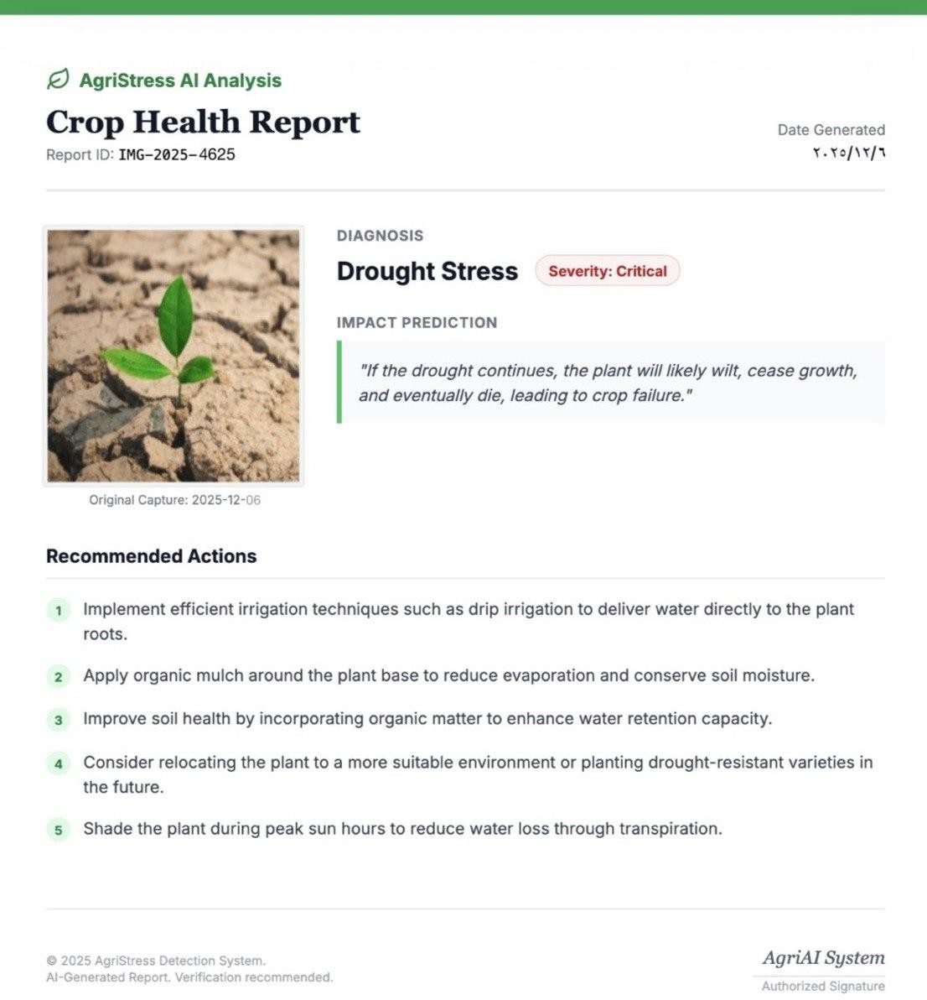 AgriStress AI Analysis
Crop Health Report
Report ID: IMG-2025-4625
Date Generated
٢٠٢٥/١٢/٦
DIAGNOSIS
Drought Stress
Severity: Critical
IMPACT PREDICTION
"If the drought continues, the plant will likely wilt, cease growth,
and eventually die, leading to crop failure."
Original Capture: 2025-12-06
Recommended Actions
1 Implement efficient irrigation techniques such as drip irrigation to deliver water directly to the plant
roots.
2 Apply organic mulch around the plant base to reduce evaporation and conserve soil moisture.
3 Improve soil health by incorporating organic matter to enhance water retention capacity.
4 Consider relocating the plant to a more suitable environment or planting drought-resistant varieties in
the future.
5 Shade the plant during peak sun hours to reduce water loss through transpiration.
© 2025 AgriStress Detection System.
AI-Generated Report. Verification recommended.
AgriAI System
Authorized Signature